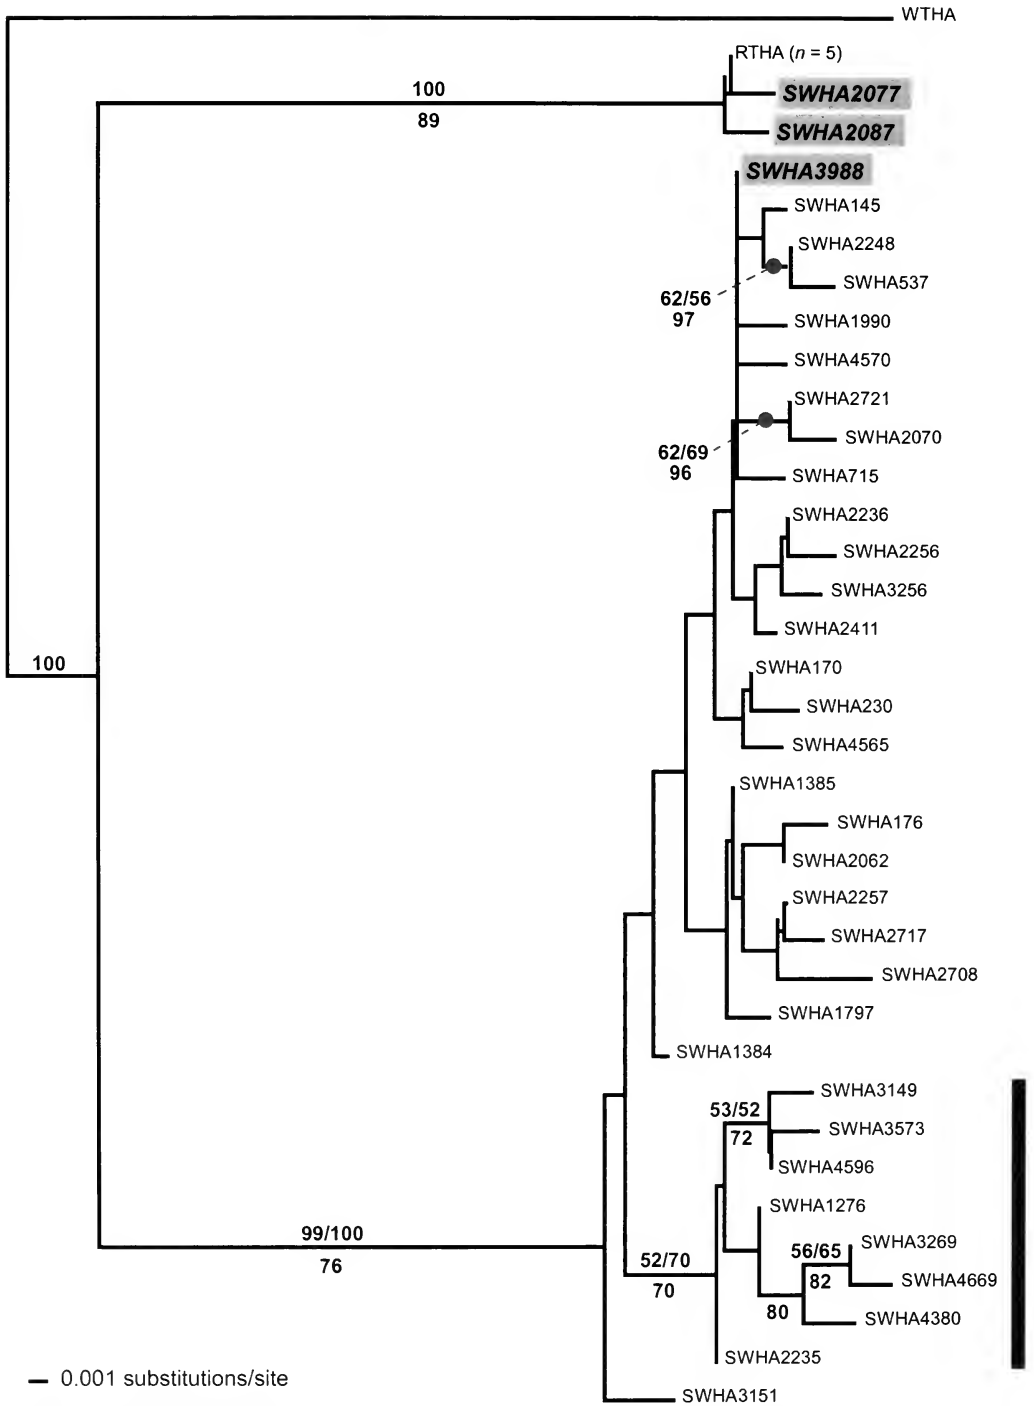 WTHA
RTHA (n = 5)
100
89
SWHA2077
SWHA2087
SWHA3988
SWHA145
SWHA2248
SWHA537
62/56
97
SWHA1990
SWHA4570
SWHA2721
SWHA2070
62/69
96
SWHA715
SWHA2236
SWHA2256
SWHA3256
SWHA2411
100
SWHA170
SWHA230
SWHA4565
SWHA1385
SWHA176
SWHA2062
SWHA2257
SWHA2717
SWHA2708
SWHA1797
SWHA1384
SWHA3149
53/52
72
SWHA3573
SWHA4596
SWHA1276
99/100
76
52/70
70
56/65
82
80
SWHA3269
SWHA4669
SWHA4380
SWHA2235
0.001 substitutions/site
SWHA3151